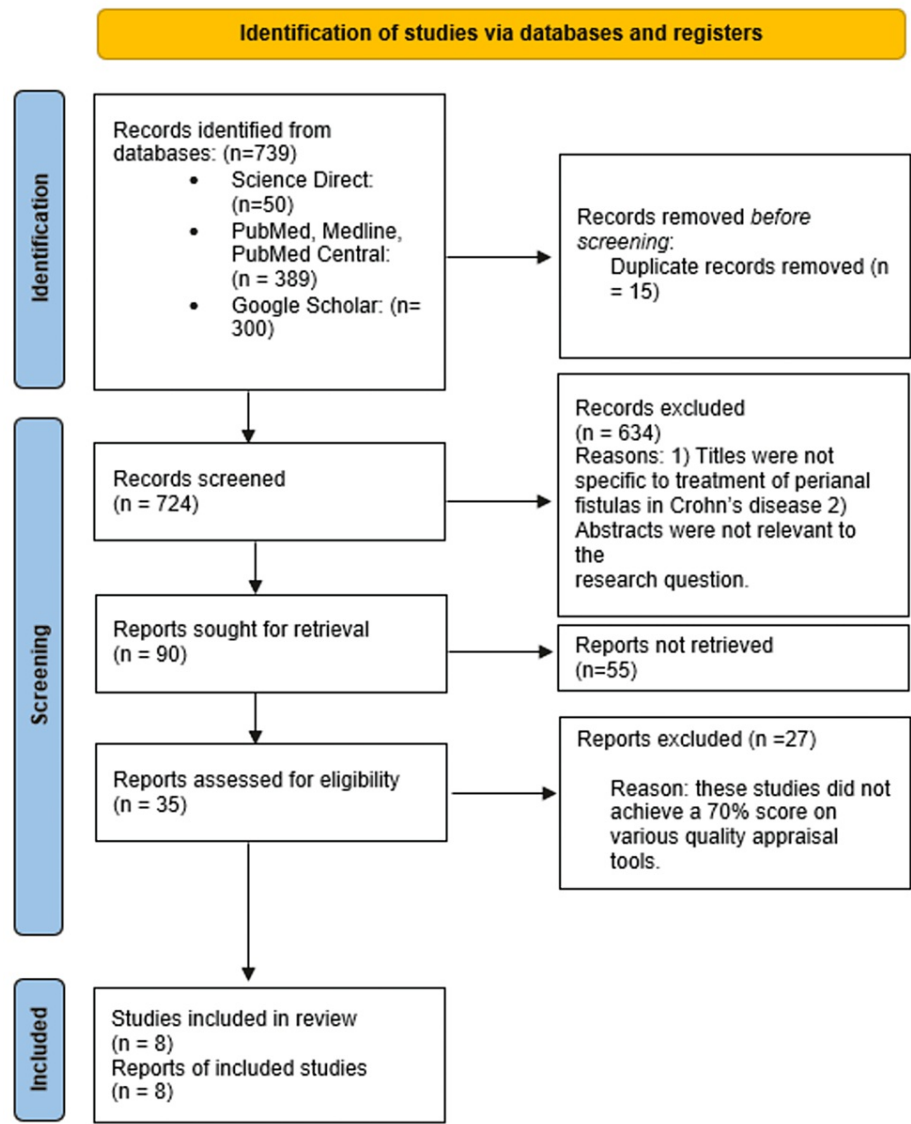 Identification of studies via databases and registers
Identification
Records identified from
databases: (n=739)
• Science Direct:
(n=50)
• PubMed, Medline,
PubMed Central:
(n = 389)
• Google Scholar: (n=
300)
Records removed before
screening:
Duplicate records removed (n
= 15)
Screening
Records screened
(n = 724)
Records excluded
(n = 634)
Reasons: 1) Titles were not
specific to treatment of perianal
fistulas in Crohn's disease 2)
Abstracts were not relevant to
the
research question.
Reports sought for retrieval
(n = 90)
Reports not retrieved
(n=55)
Reports assessed for eligibility
(n = 35)
Reports excluded (n =27)
Reason: these studies did not
achieve a 70% score on
various quality appraisal
tools.
Included
Studies included in review
(n = 8)
Reports of included studies
(n = 8)